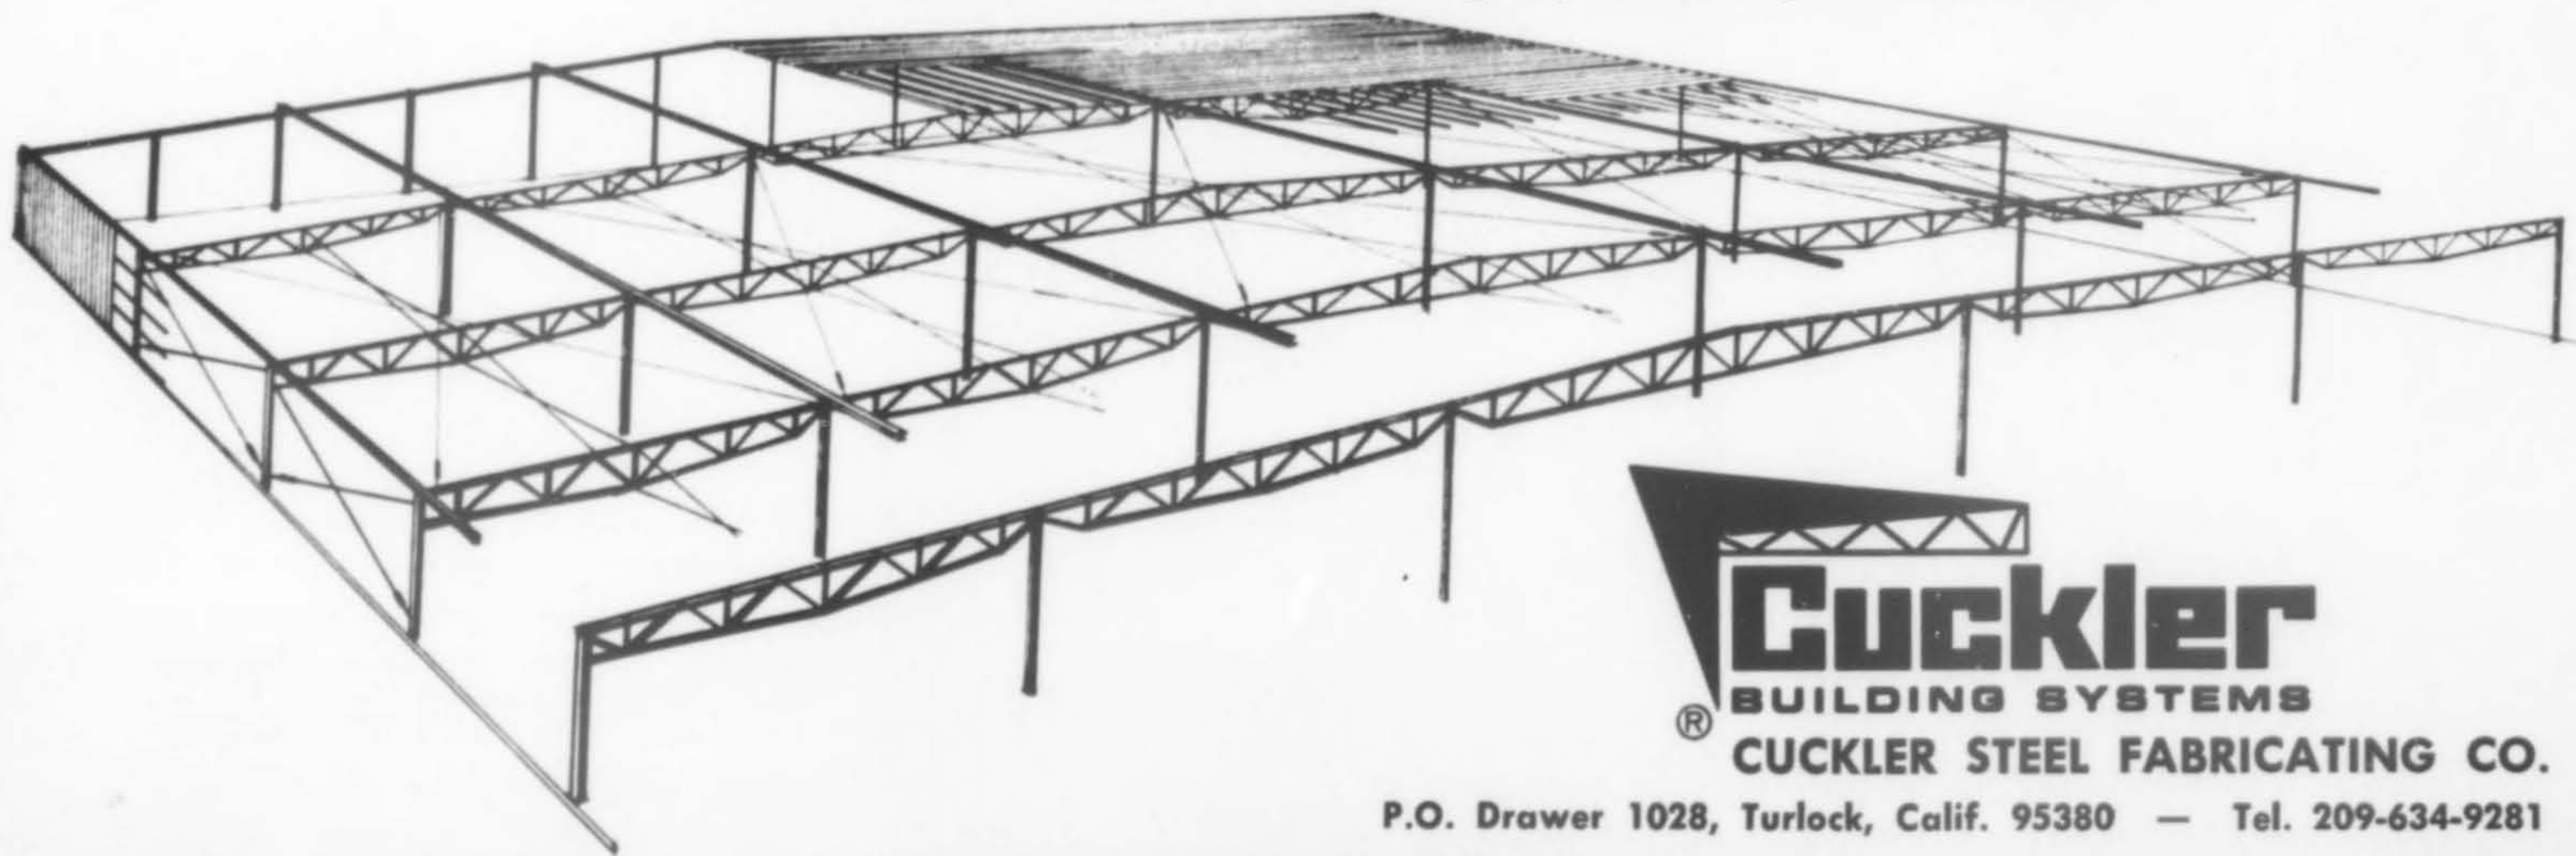 Cuckler
BUILDING SYSTEMS
®
CUCKLER STEEL FABRICATING CO.
P.O. Drawer 1028, Turlock, Calif. 95380 — Tel. 209-634-9281